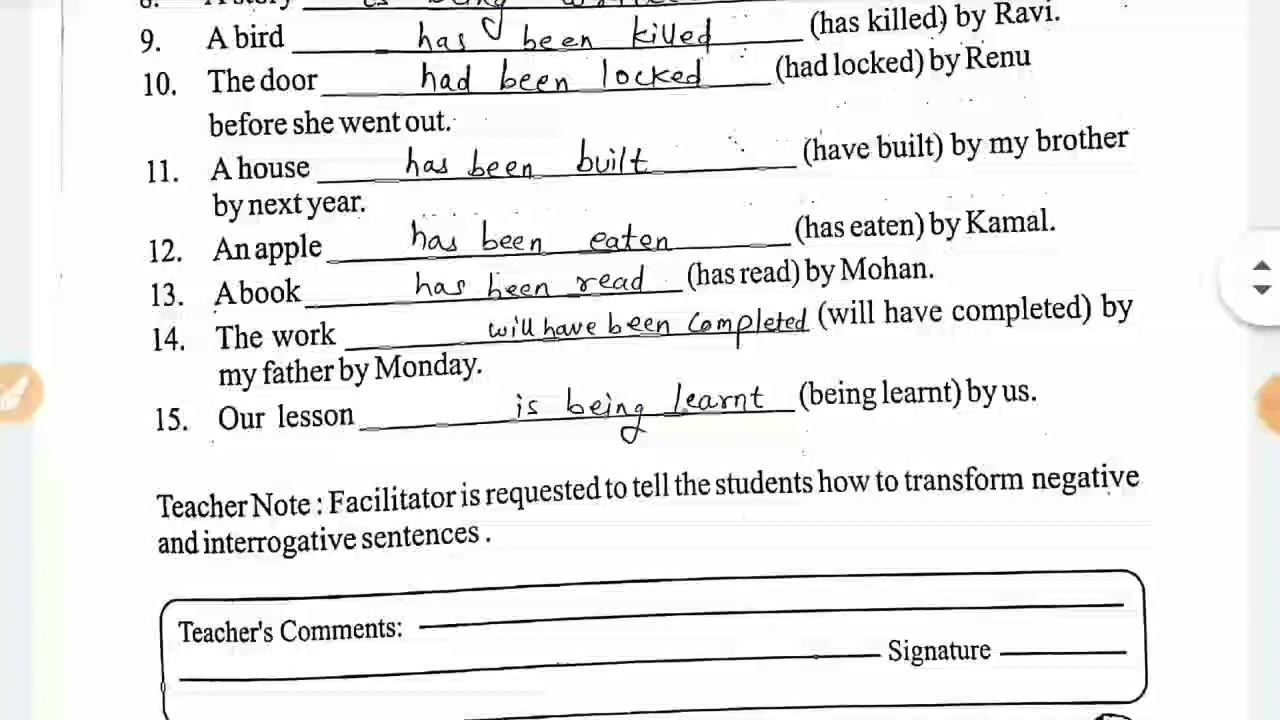 8. A story is being
9. A bird has been killed (has killed) by Ravi.
10. The door had been locked (had locked) by Renu
before she went out.
11. A house has been built (have built) by my brother
by next year.
12. An apple has been eaten (has eaten) by Kamal.
13. A book has been read (has read) by Mohan.
14. The work will have been completed (will have completed) by
my father by Monday.
15. Our lesson is being learnt (being learnt) by us.
Teacher Note : Facilitator is requested to tell the students how to transform negative
and interrogative sentences .
Teacher's Comments:
Signature